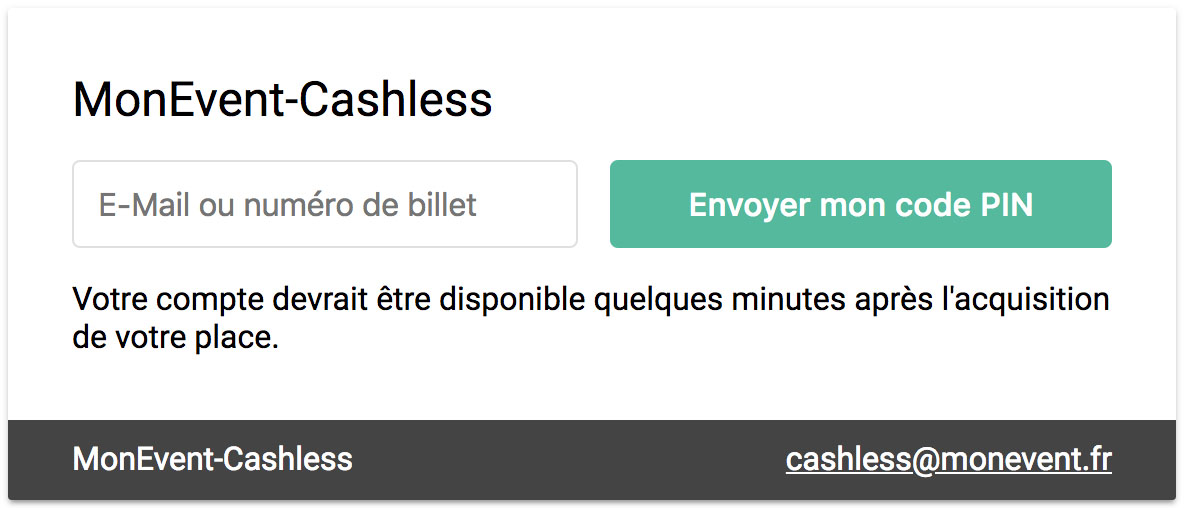 MonEvent-Cashless
E-Mail ou numéro de billet
Envoyer mon code PIN
Votre compte devrait être disponible quelques minutes après l'acquisition
de votre place.
MonEvent-Cashless
cashless@monevent.fr